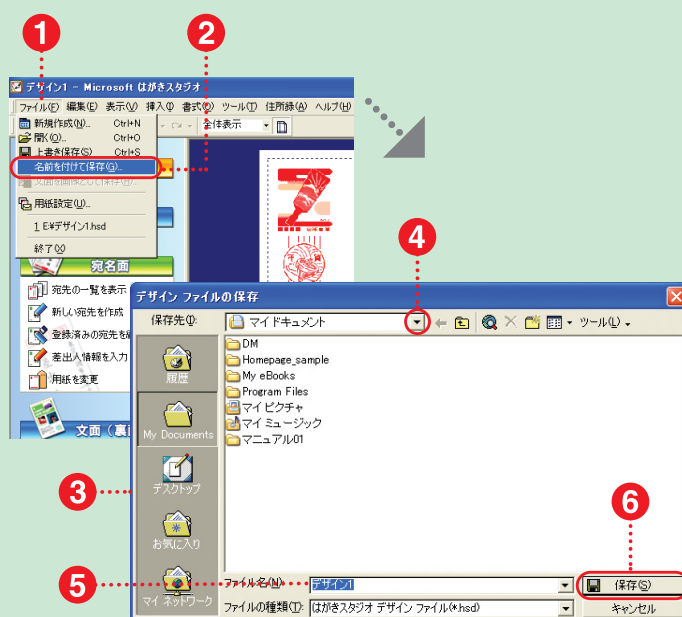 1
2
デザイン1 - Microsoft はがきスタジオ
ファイル(F) 編集(E) 表示(V) 挿入(I) 書式(O) ツール(T) 住所録(A) ヘルプ(H)
新規作成(N)... Ctrl+N
開く(O)... Ctrl+O
上書き保存(S) Ctrl+S
名前を付けて保存(G)...
用紙設定(U)...
1 E:¥デザイン1.hsd
終了(X)
全体表示
宛名面
宛先の一覧を表示
新しい宛先を作成
登録済みの宛先を
差出人情報を入力
用紙を変更
文面（裏
4
デザイン ファイルの保存
保存先(I):
マイドキュメント
ツール(L)
履歴
My Documents
デスクトップ
お気に入り
マイ ネットワーク
DM
Homepage_sample
My eBooks
Program Files
マイ ピクチャ
マイ ミュージック
マニュアル01
3
6
5
ファイル名(N):
デザイン1
保存(S)
ファイルの種類(T):
はがきスタジオ デザイン ファイル(*.hsd)
キャンセル